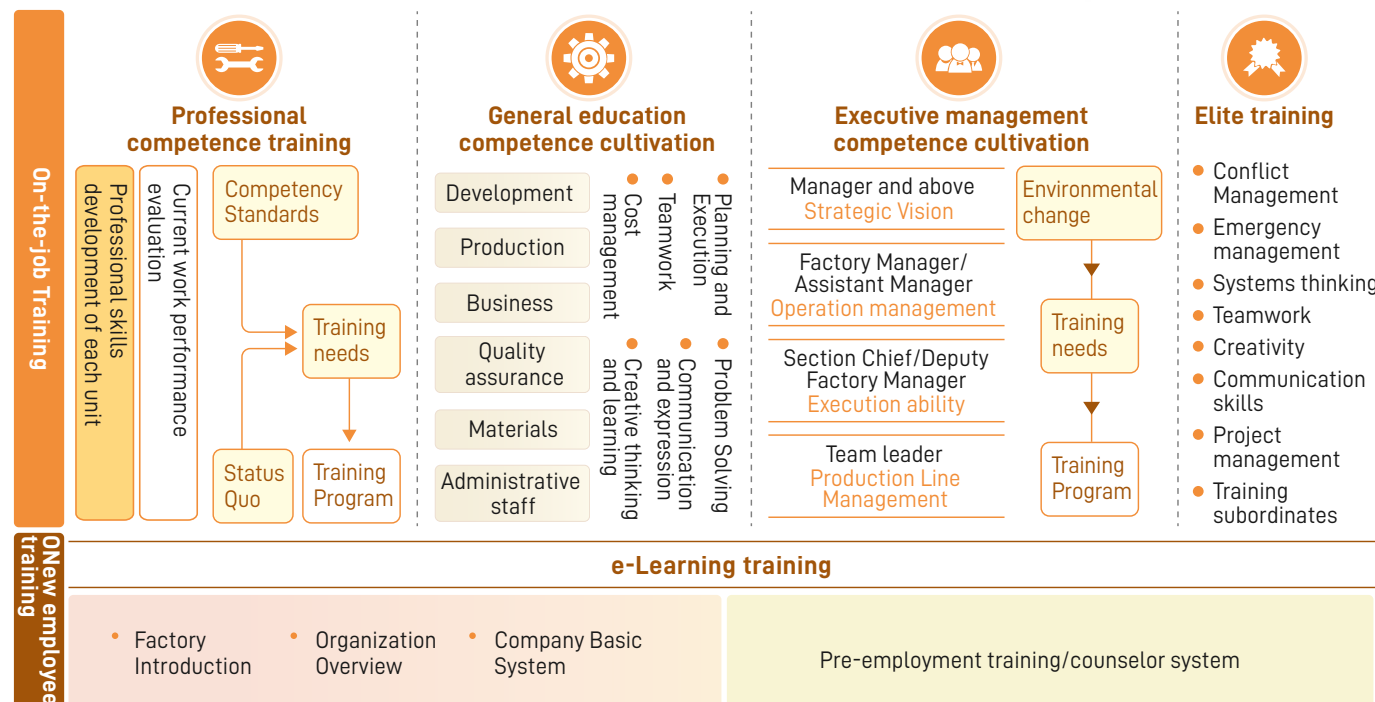 On-the-job Training
Professional
competence training
Professional skills
development of each unit
Current work performance
evaluation
Competency
Standards
Training
needs
Status
Quo
Training
Program
General education
competence cultivation
Development
Production
Business
Quality
assurance
Materials
Administrative
staff
Planning and
Execution
Teamwork
Cost
management
Problem Solving
Communication
and expression
Creative thinking
and learning
Executive management
competence cultivation
Manager and above
Strategic Vision
Factory Manager/
Assistant Manager
Operation management
Section Chief/Deputy
Factory Manager
Execution ability
Team leader
Production Line
Management
Environmental
change
Training
needs
Training
Program
Elite training
Conflict
Management
Emergency
management
Systems thinking
Teamwork
Creativity
Communication
skills
Project
management
Training
subordinates
ONew employee
training
e-Learning training
Factory
Introduction
Organization
Overview
Company Basic
System
Pre-employment training/counselor system